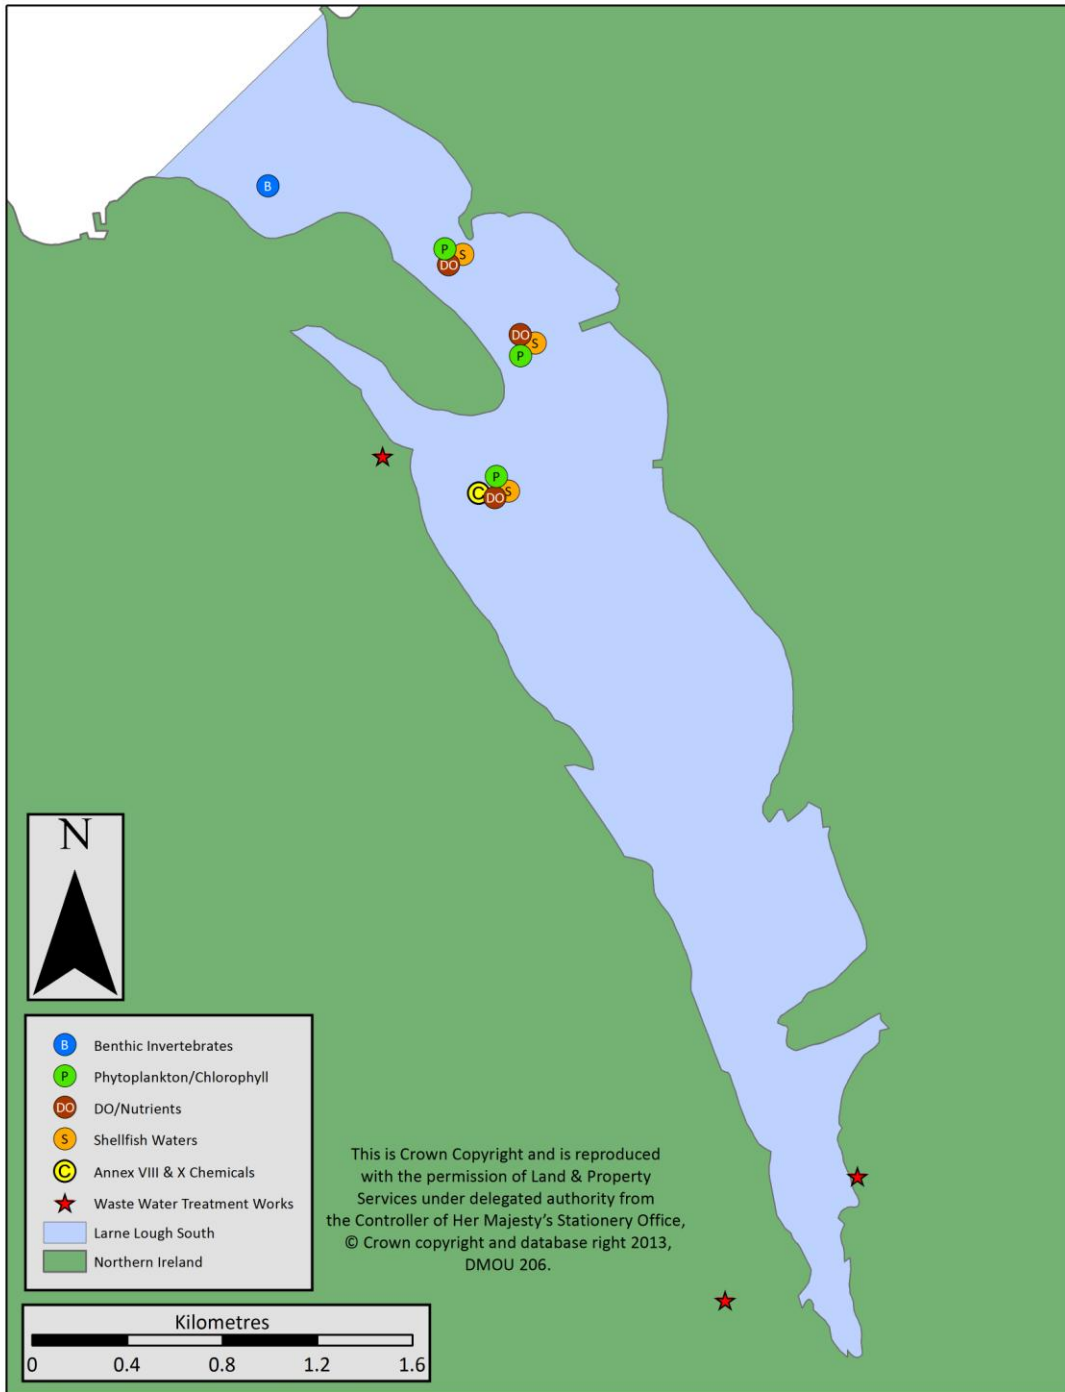 B
P
S
DO
DO
S
P
P
C
S
DO
N
B Benthic Invertebrates
P Phytoplankton/Chlorophyll
DO DO/Nutrients
S Shellfish Waters
C Annex VIII & X Chemicals
Waste Water Treatment Works
Larne Lough South
Northern Ireland
This is Crown Copyright and is reproduced
with the permission of Land & Property
Services under delegated authority from
the Controller of Her Majesty's Stationery Office,
© Crown copyright and database right 2013,
DMOU 206.
Kilometres
0 0.4 0.8 1.2 1.6